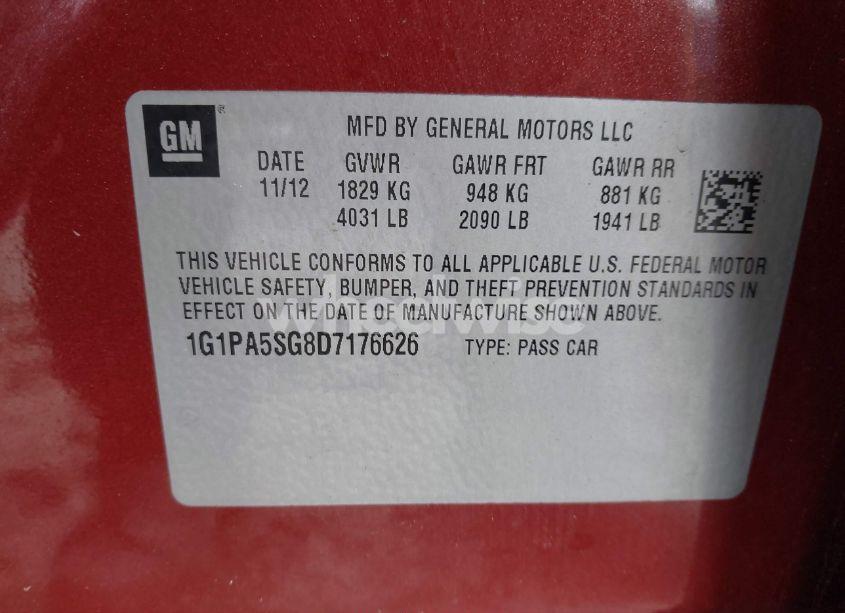 GM®
MFD BY GENERAL MOTORS LLC
DATE GVWR GAWR FRT GAWR RR
11/12 1829 KG 948 KG 881 KG
4031 LB 2090 LB 1941 LB
THIS VEHICLE CONFORMS TO ALL APPLICABLE U.S. FEDERAL MOTOR
VEHICLE SAFETY, BUMPER, AND THEFT PREVENTION STANDARDS IN
EFFECT ON THE DATE OF MANUFACTURE SHOWN ABOVE.
wheelwise
1G1PA5SG8D7176626 TYPE: PASS CAR